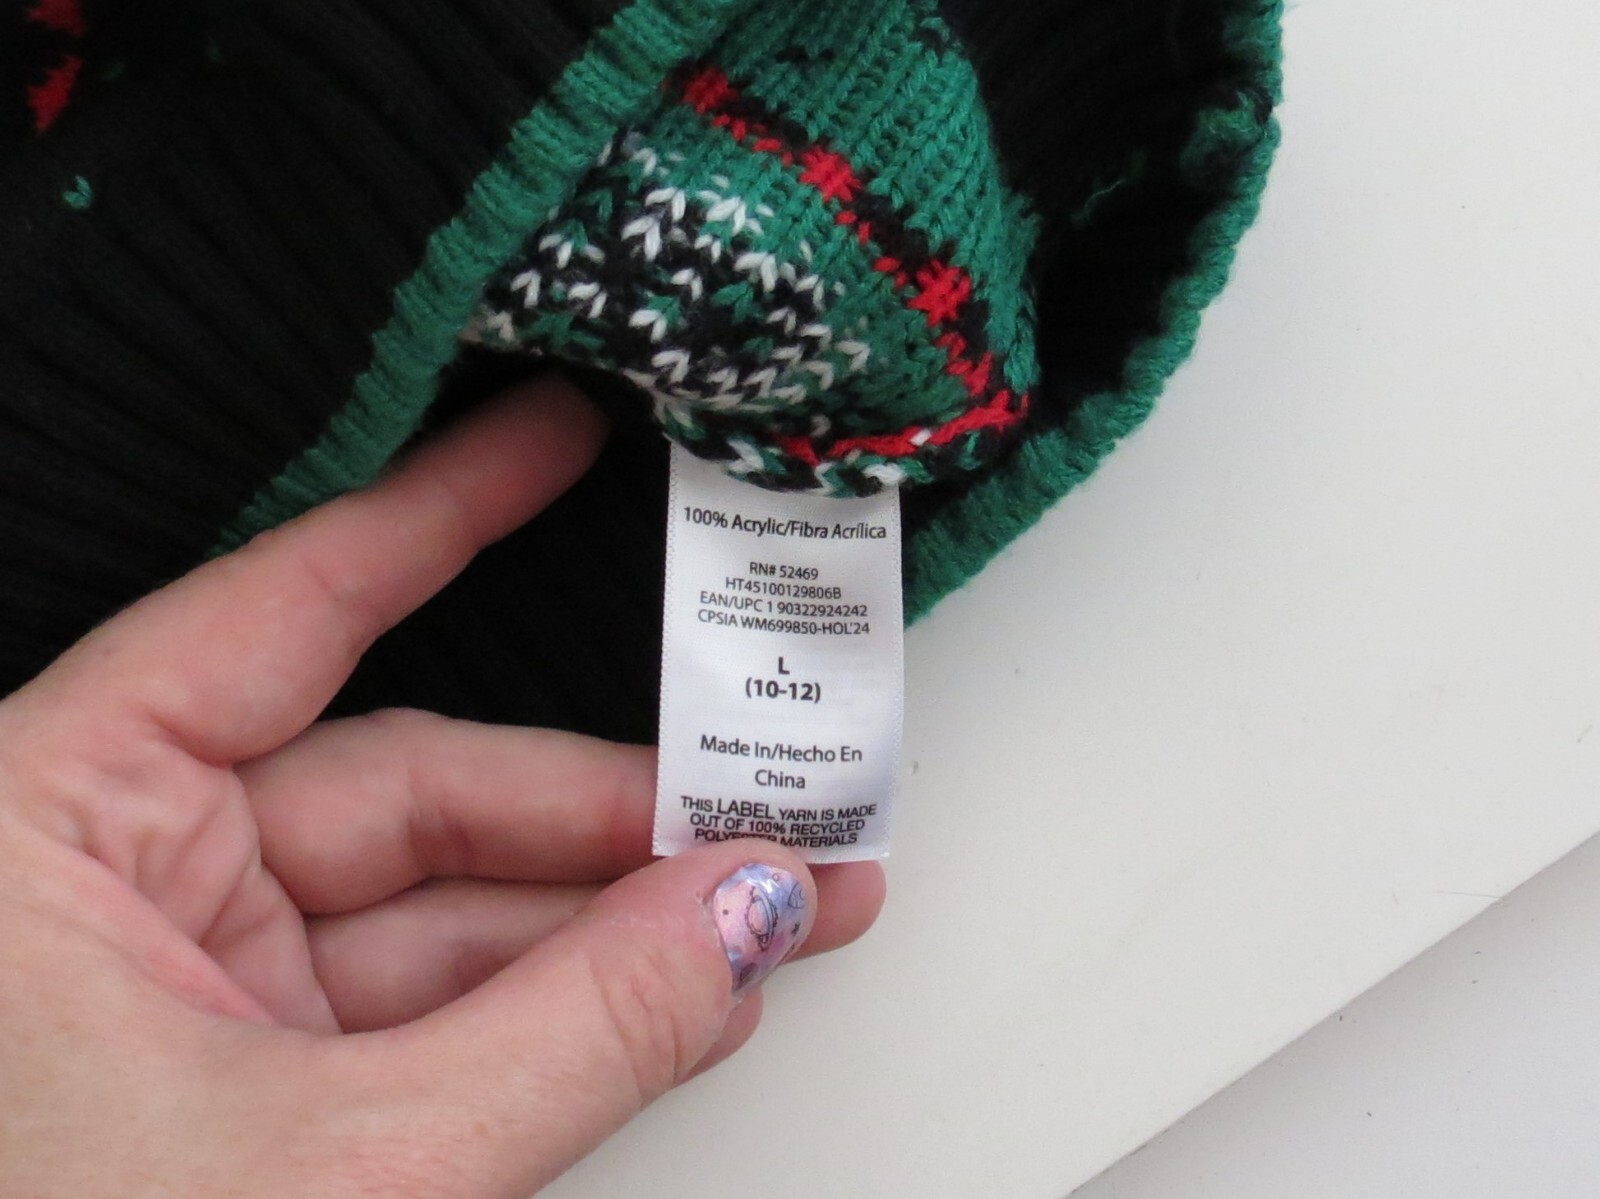 100% Acrylic/Fibra Acrílica
RN# 52469
HT45100129806B
EAN/UPC 1 90322924242
CPSIA WM699850-HOL'24
L
(10-12)
Made In/Hecho En
China
THIS LABEL YARN IS MADE
OUT OF 100% RECYCLED
POLYESTER MATERIALS